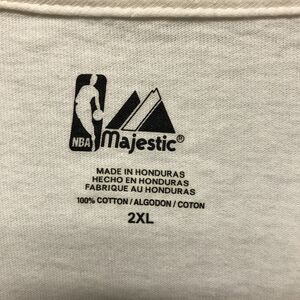 NBA
Majestic®
MADE IN HONDURAS
HECHO EN HONDURAS
FABRIQUE AU HONDURAS
100% COTTON / ALGODON / COTON
2XL